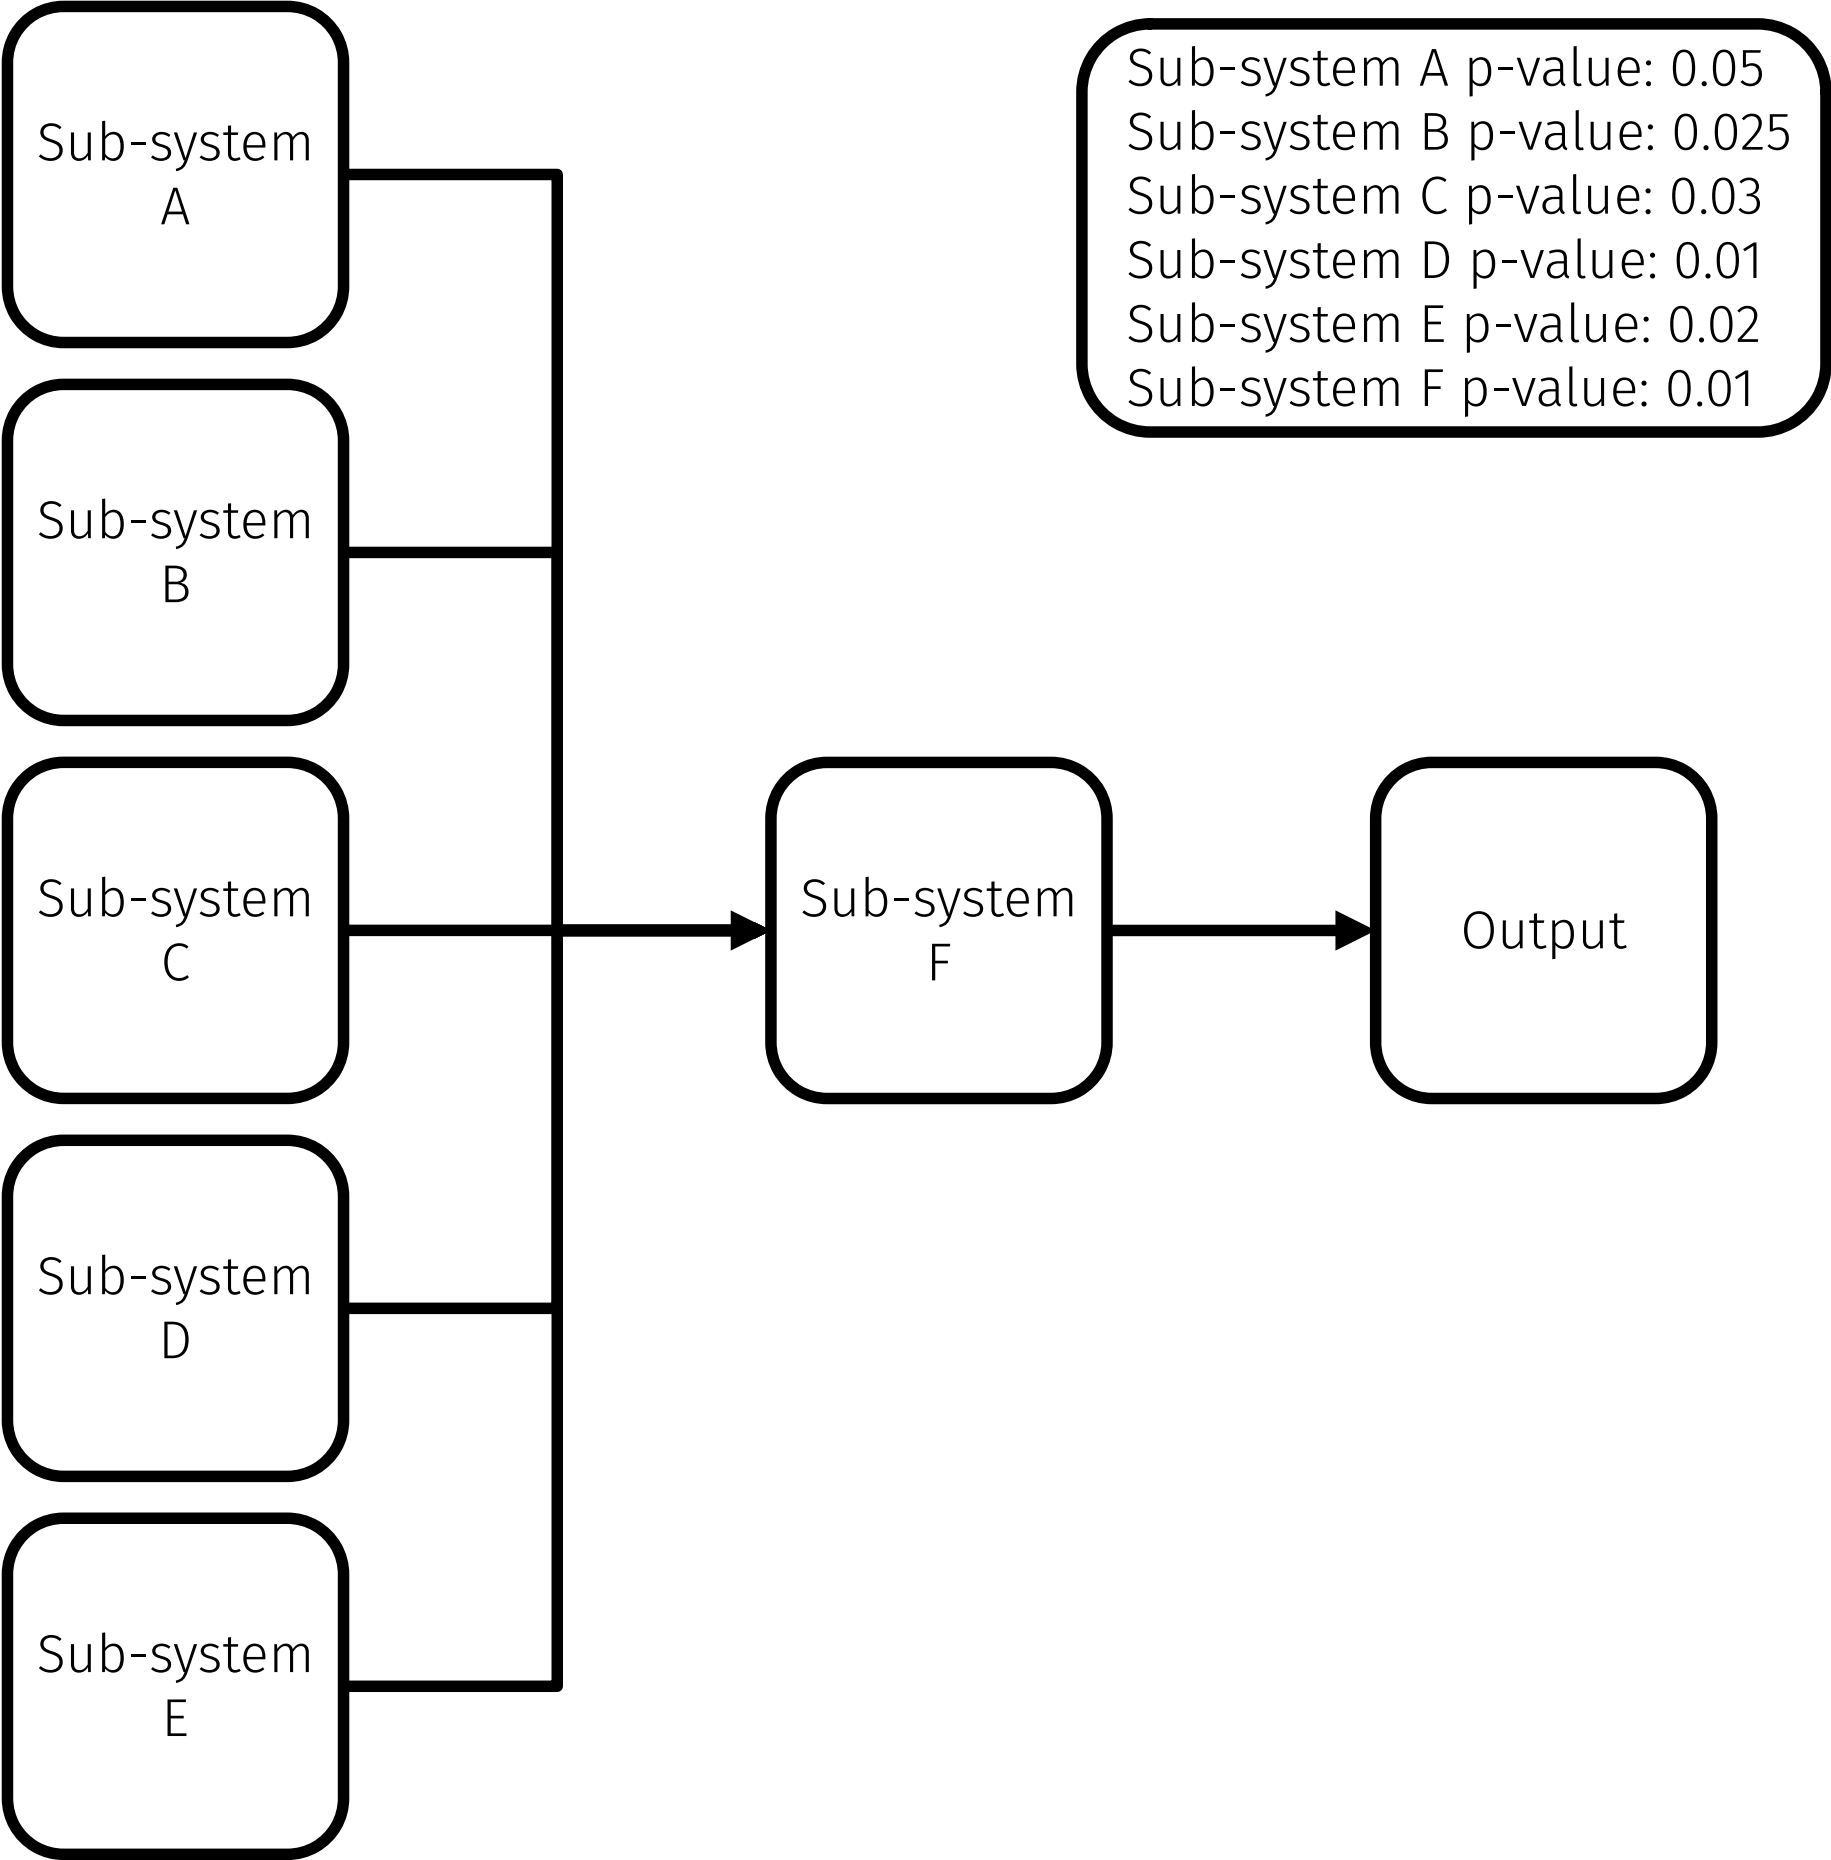 Sub-system
A
Sub-system A p-value: 0.05
Sub-system B p-value: 0.025
Sub-system C p-value: 0.03
Sub-system D p-value: 0.01
Sub-system E p-value: 0.02
Sub-system F p-value: 0.01
Sub-system
B
Sub-system
C
Sub-system
F
Output
Sub-system
D
Sub-system
E